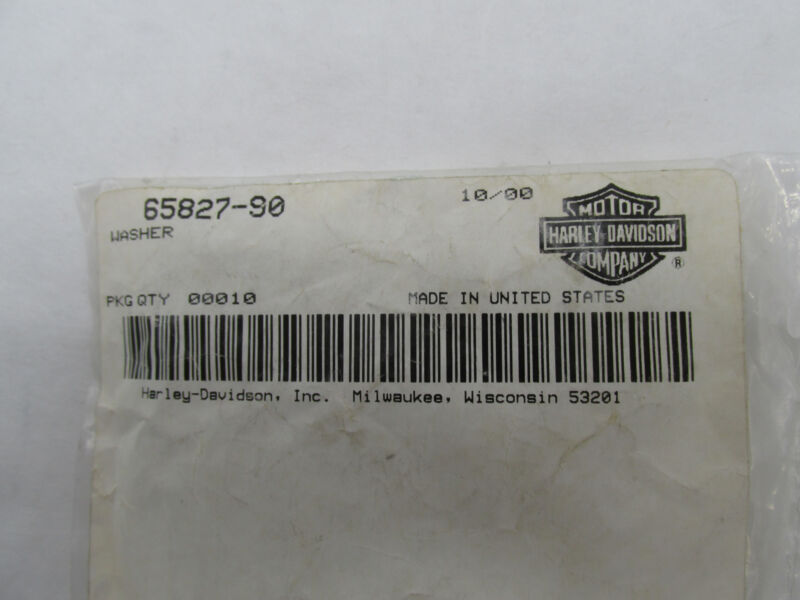 65827-90
10/00
WASHER
MOTOR
HARLEY-DAVIDSON
COMPANY
®
PKG QTY 00010
MADE IN UNITED STATES
Harley-Davidson, Inc. Milwaukee, Wisconsin 53201